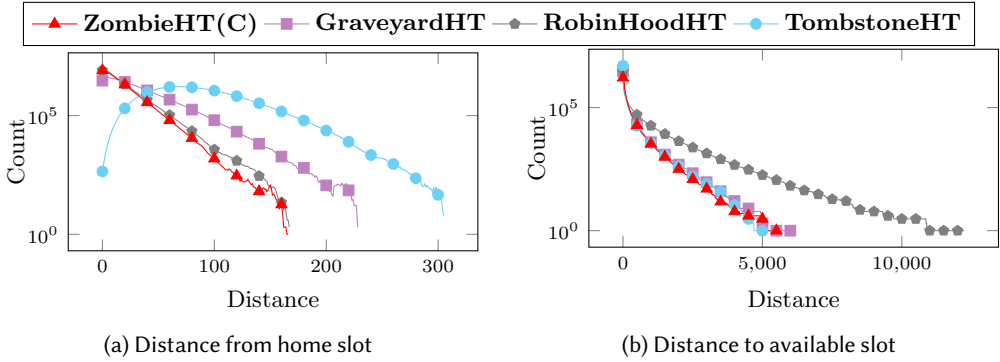 ZombieHT(C) GraveyardHT RobinHoodHT TombstoneHT
Count
10^5
10^0
0 100 200 300
Distance
(a) Distance from home slot
Count
10^5
10^0
0 5,000 10,000
Distance
(b) Distance to available slot